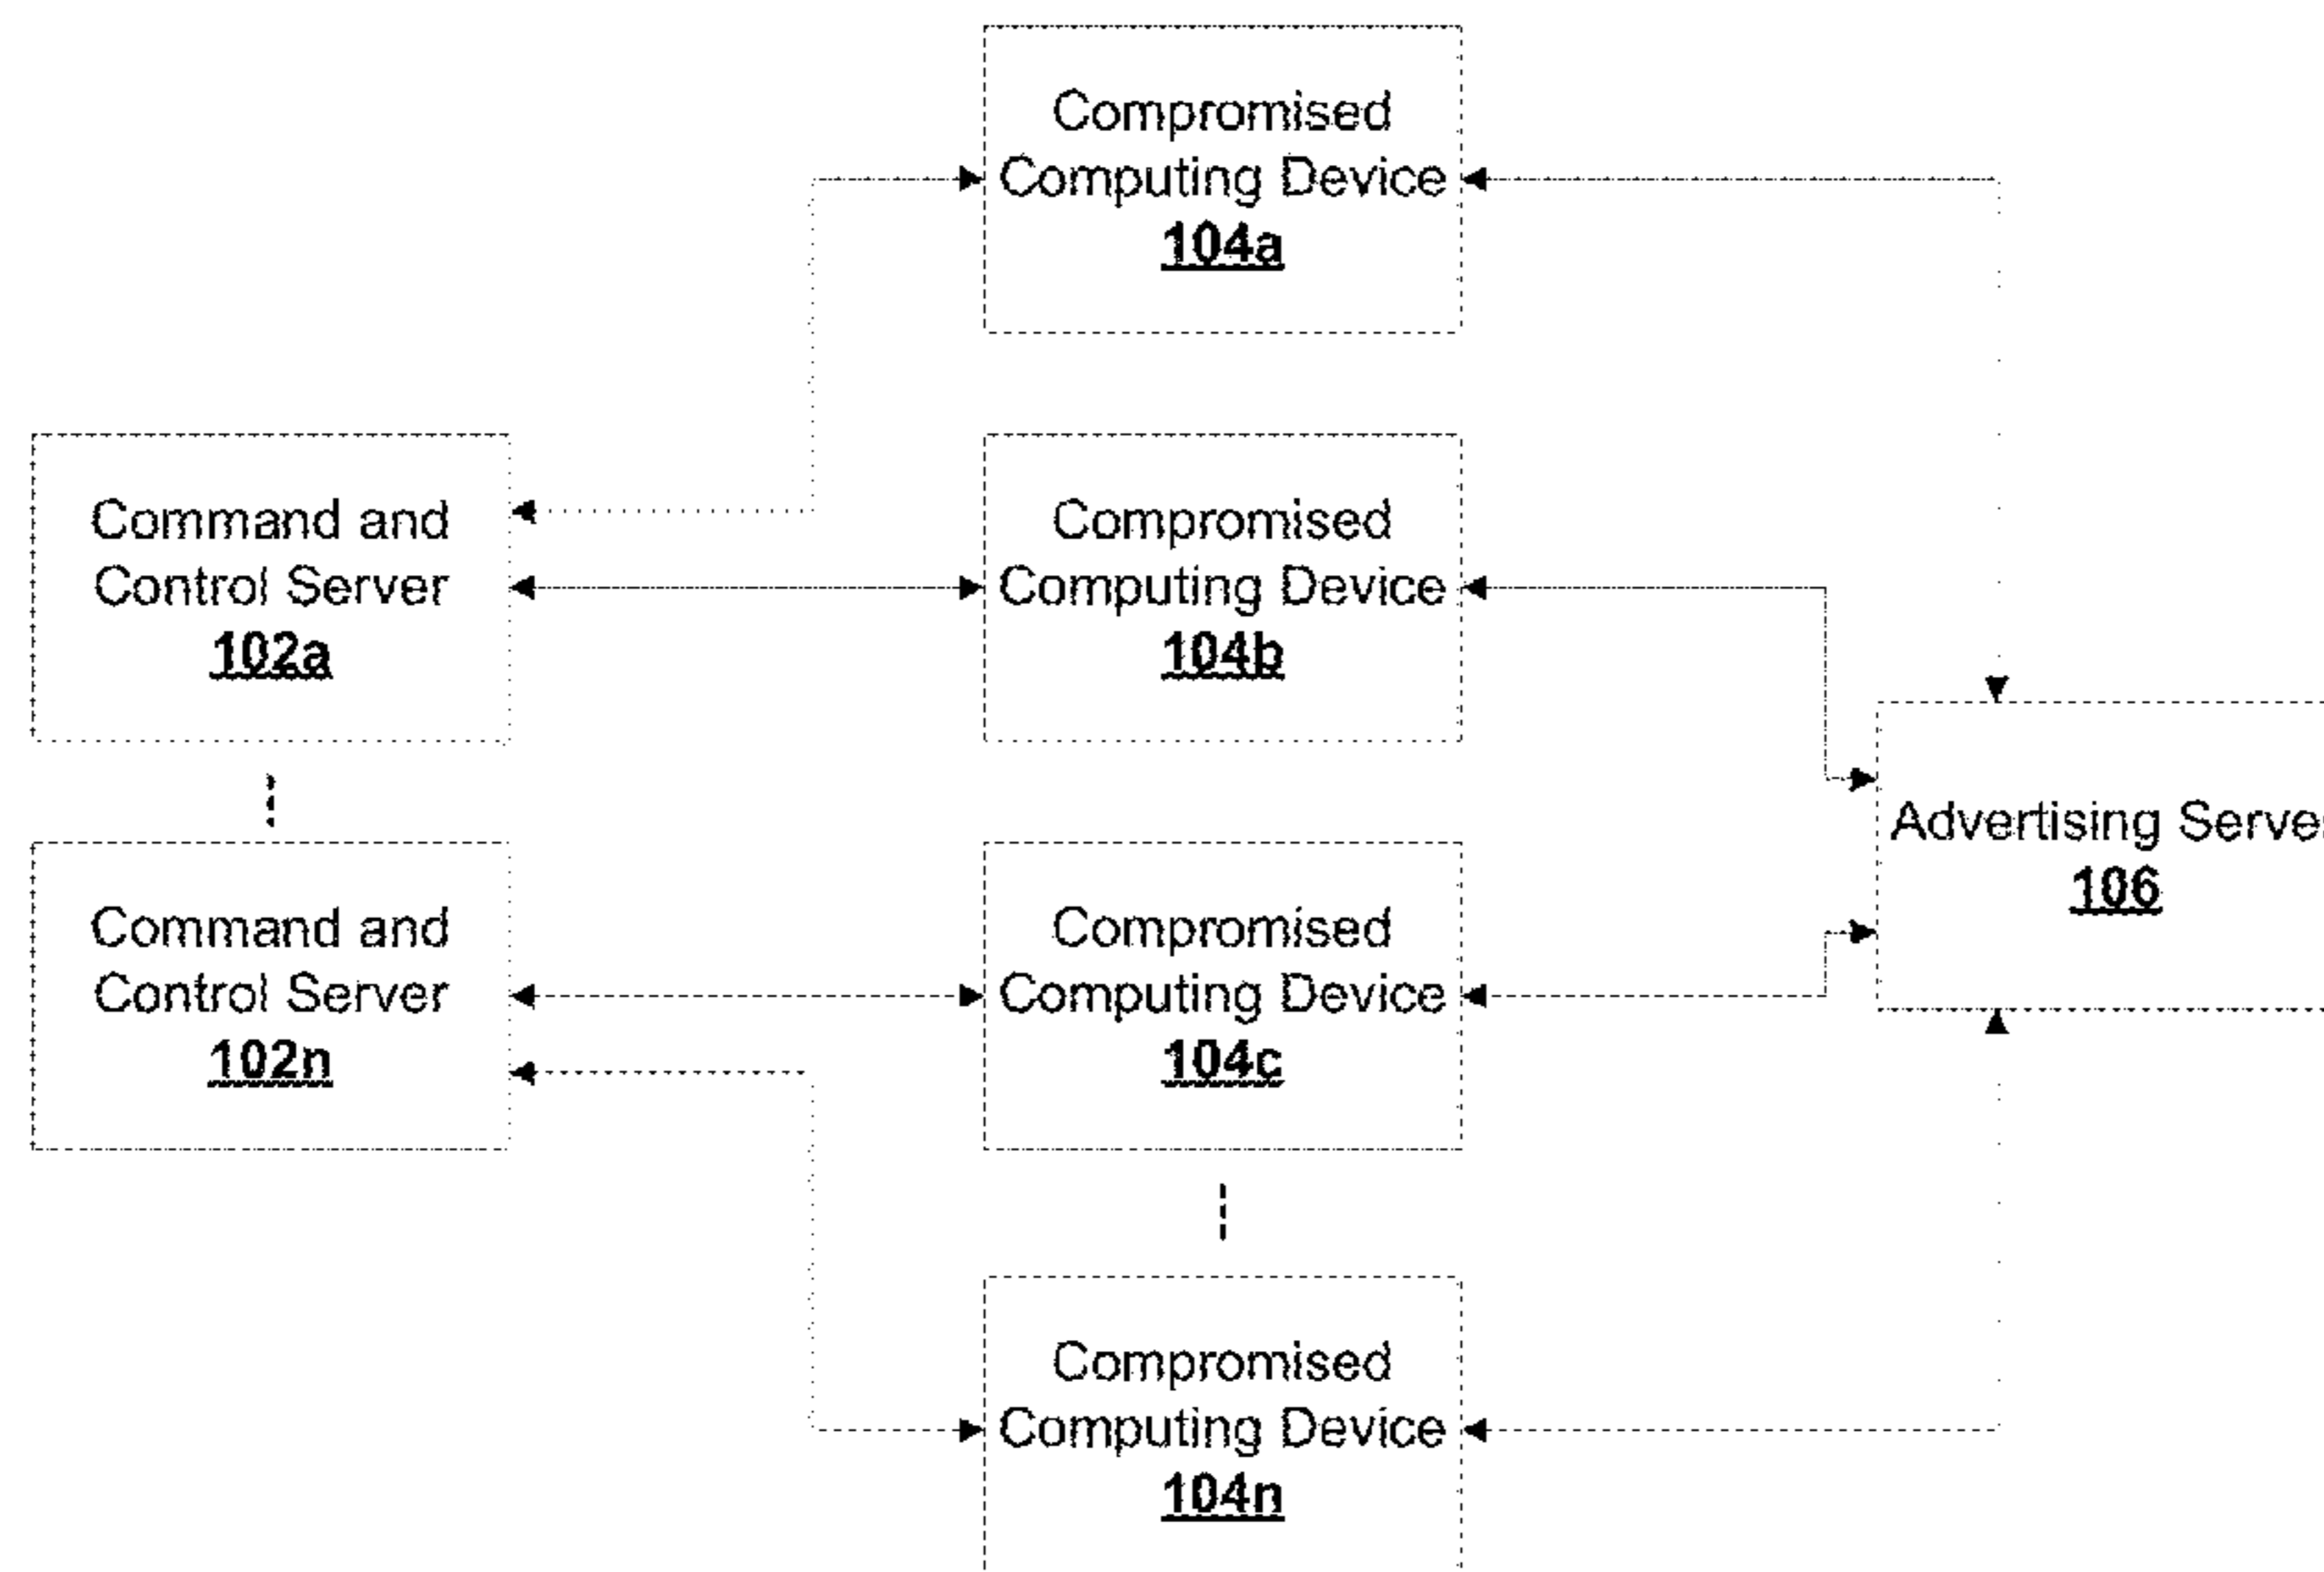 Compromised
Computing Device
104a
Command and
Control Server
102a
Compromised
Computing Device
104b
Advertising Server
106
Command and
Control Server
102n
Compromised
Computing Device
104c
Compromised
Computing Device
104n